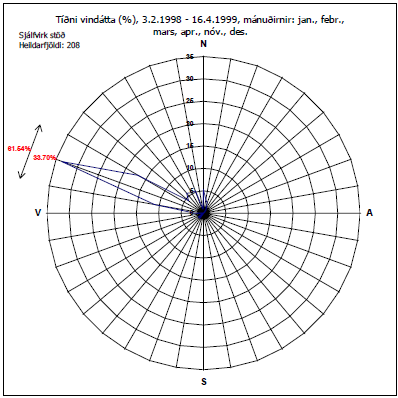 Tíðni vindátta (%), 3.2.1998 - 16.4.1999, mánuðirnir: jan., febr.,
mars, apr., nóv., des.
Sjálfvirk stöð
Heildarfjöldi: 208
N
35
30
25
20
15
10
5
0
61.54%
33.70%
V
A
S